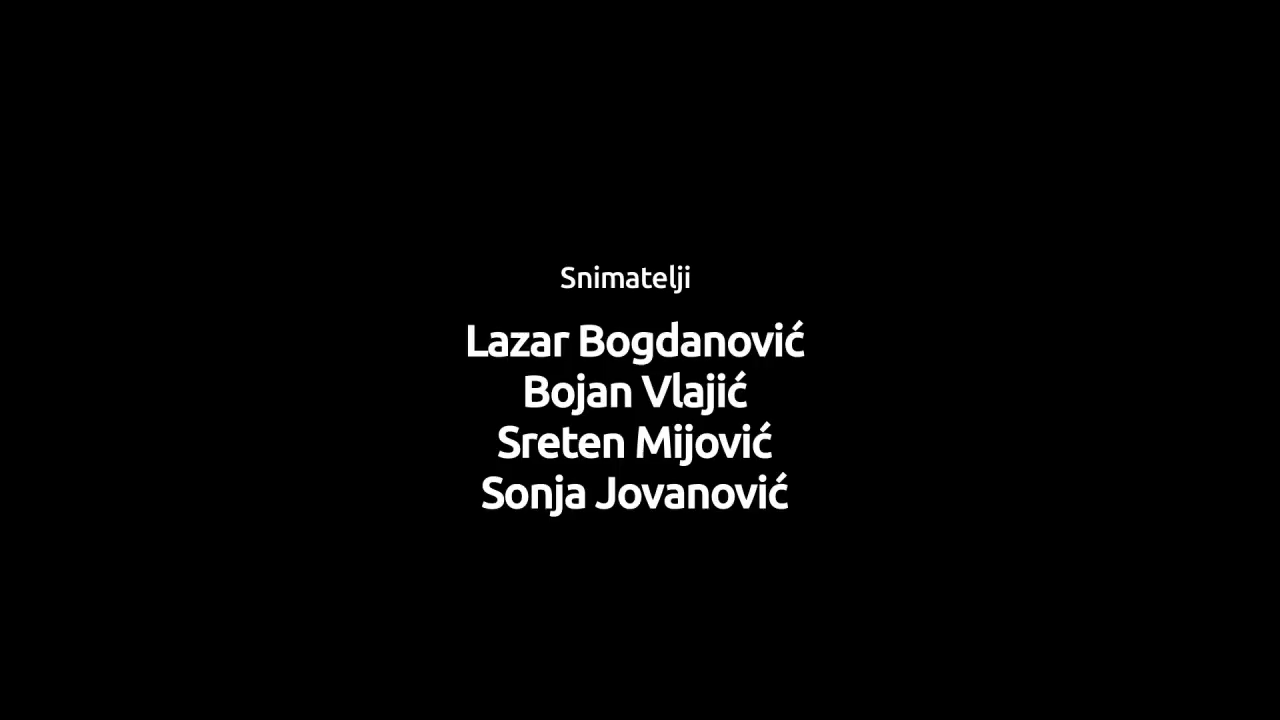 Snimatelji
Lazar Bogdanović
Bojan Vlajić
Sreten Mijović
Sonja Jovanović